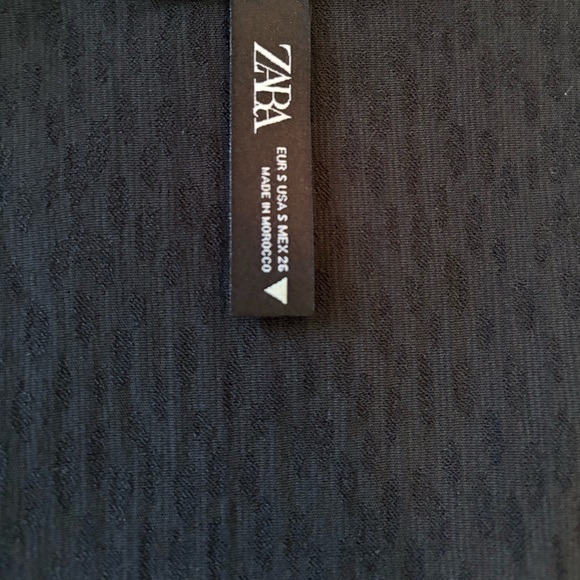 ZARA
EUR S USA S MEX 26
MADE IN MOROCCO